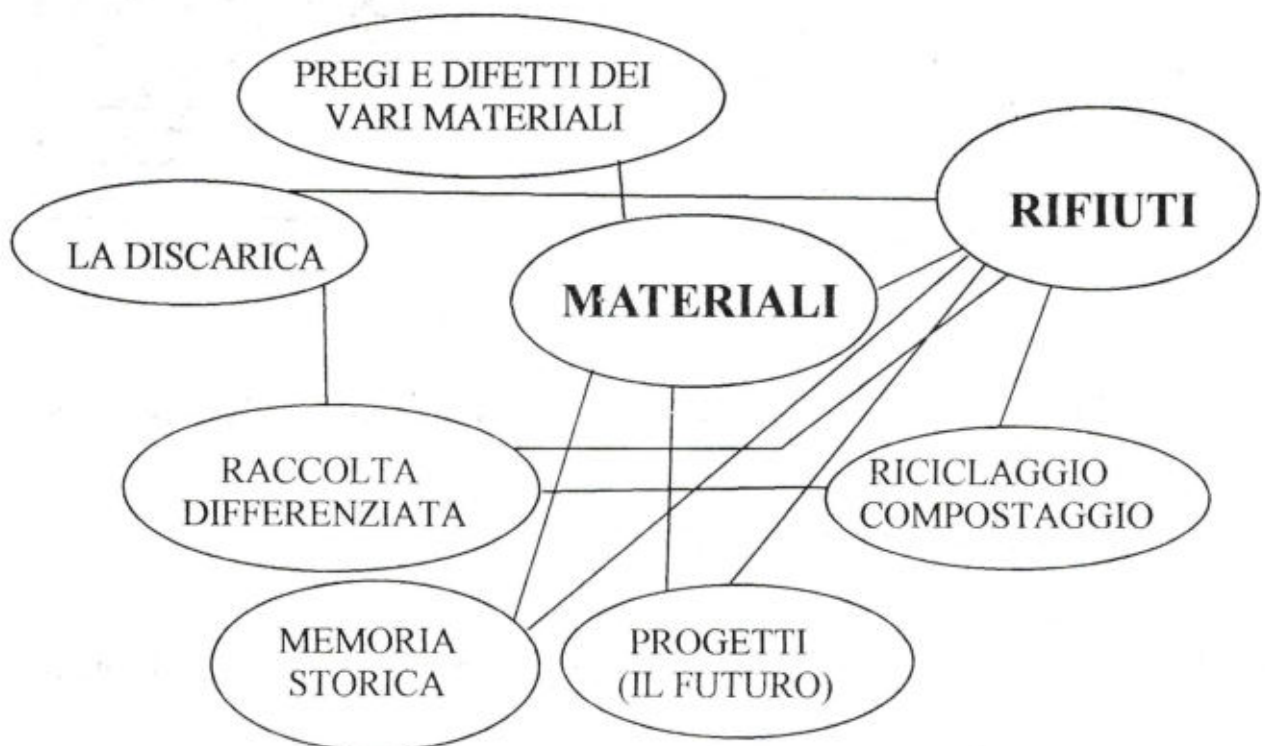 PREGI E DIFETTI DEI
VARI MATERIALI
RIFIUTI
LA DISCARICA
MATERIALI
RACCOLTA
DIFFERENZIATA
RICICLAGGIO
COMPOSTAGGIO
MEMORIA
STORICA
PROGETTI
(IL FUTURO)